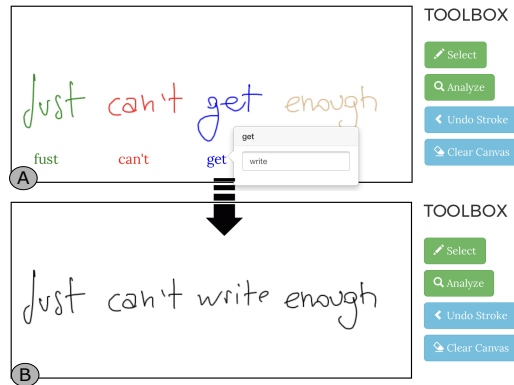 TOOLBOX
Select
Analyze
Undo Stroke
Clear Canvas
Just can't get enough
fust can't get
get
write
A
TOOLBOX
Select
Analyze
Undo Stroke
Clear Canvas
Just can't write enough
B